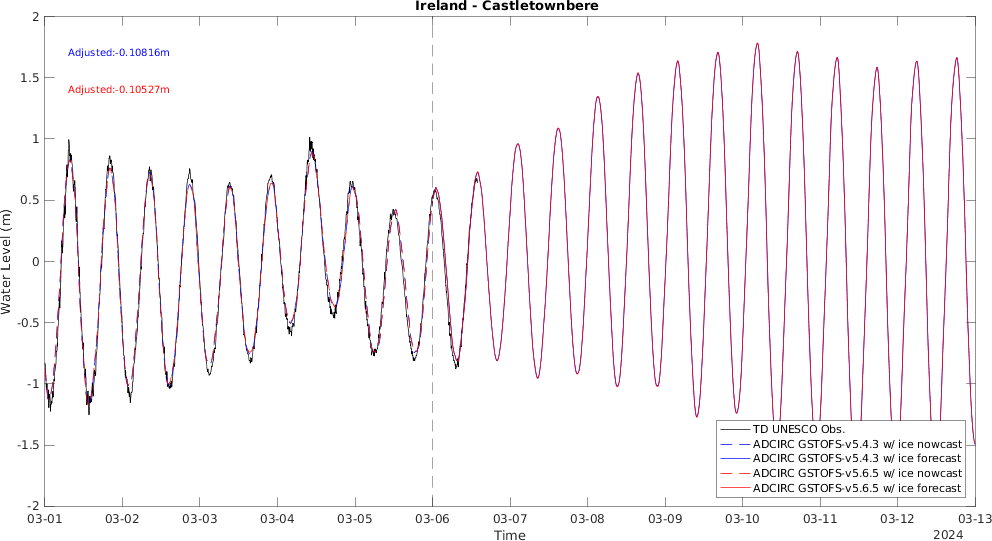 Ireland - Castletownbere
2
1.5
1
0.5
0
-0.5
-1
-1.5
-2
Water Level (m)
Adjusted:-0.10816m
Adjusted:-0.10527m
TD UNESCO Obs.
ADCIRC GSTOFS-v5.4.3 w/ ice nowcast
ADCIRC GSTOFS-v5.4.3 w/ ice forecast
ADCIRC GSTOFS-v5.6.5 w/ ice nowcast
ADCIRC GSTOFS-v5.6.5 w/ ice forecast
03-01 03-02 03-03 03-04 03-05 03-06 03-07 03-08 03-09 03-10 03-11 03-12 03-13
Time
2024